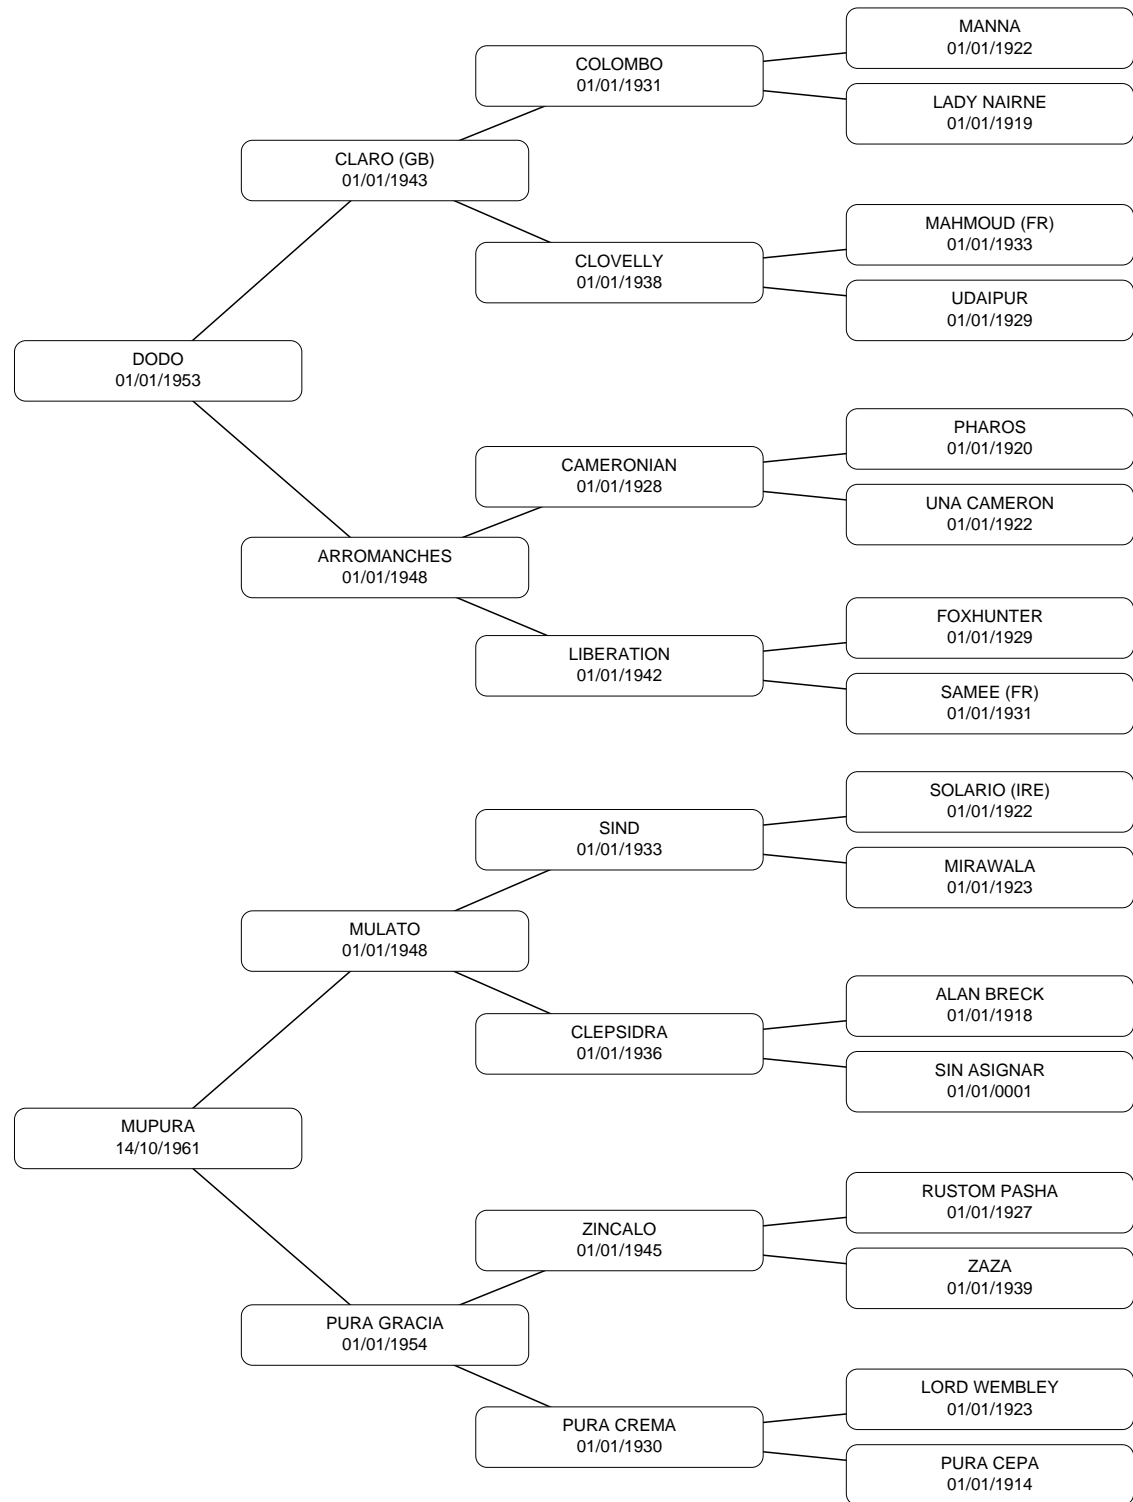 MANNA
01/01/1922
COLOMBO
01/01/1931
LADY NAIRNE
01/01/1919
CLARO (GB)
01/01/1943
MAHMOUD (FR)
01/01/1933
CLOVELLY
01/01/1938
UDAIPUR
01/01/1929
DODO
01/01/1953
PHAROS
01/01/1920
CAMERONIAN
01/01/1928
UNA CAMERON
01/01/1922
ARROMANCHES
01/01/1948
FOXHUNTER
01/01/1929
LIBERATION
01/01/1942
SAMEE (FR)
01/01/1931
SOLARIO (IRE)
01/01/1922
SIND
01/01/1933
MIRAWALA
01/01/1923
MULATO
01/01/1948
ALAN BRECK
01/01/1918
CLEPSIDRA
01/01/1936
SIN ASIGNAR
01/01/0001
MUPURA
14/10/1961
RUSTOM PASHA
01/01/1927
ZINCALO
01/01/1945
ZAZA
01/01/1939
PURA GRACIA
01/01/1954
LORD WEMBLEY
01/01/1923
PURA CREMA
01/01/1930
PURA CEPA
01/01/1914